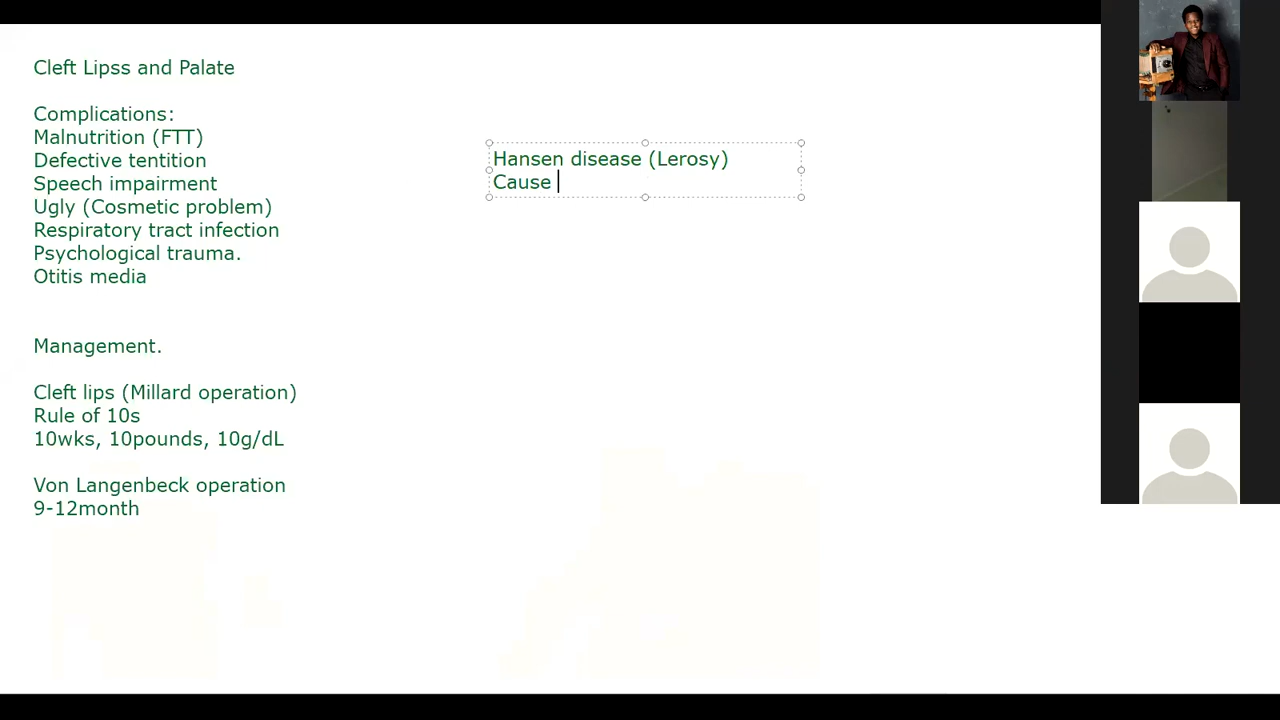 Cleft Lipss and Palate
Complications:
Malnutrition (FTT)
Defective tentition
Speech impairment
Ugly (Cosmetic problem)
Respiratory tract infection
Psychological trauma.
Otitis media
Management.
Cleft lips (Millard operation)
Rule of 10s
10wks, 10pounds, 10g/dL
Von Langenbeck operation
9-12month
Hansen disease (Lerosy)
Cause